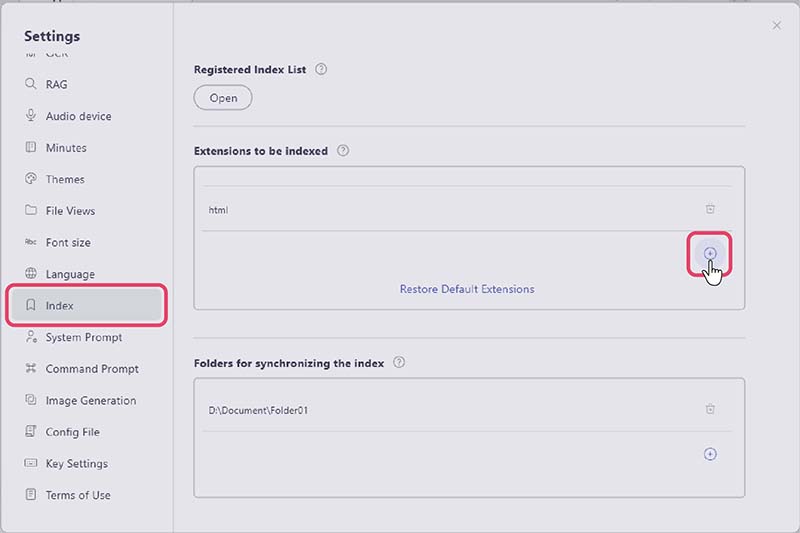 Settings
RAG
Audio device
Minutes
Themes
File Views
Abc Font size
Language
Index
System Prompt
Command Prompt
Image Generation
Config File
Key Settings
Terms of Use
Registered Index List ?
Open
Extensions to be indexed ?
html
Restore Default Extensions
Folders for synchronizing the index ?
D:\Document\Folder01